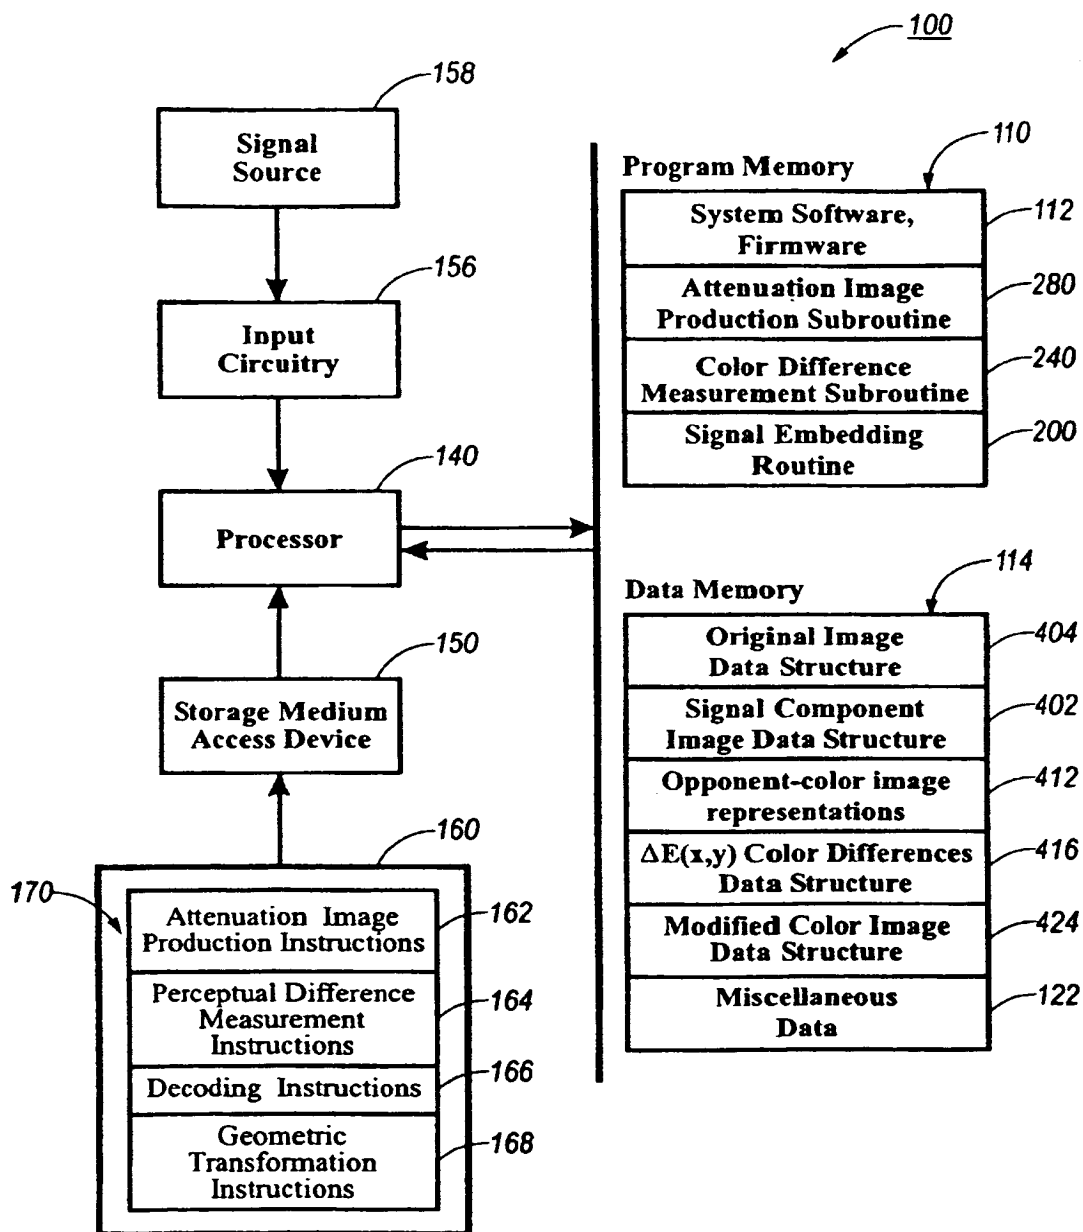 100
158
Signal
Source
156
Input
Circuitry
140
Processor
150
Storage Medium
Access Device
160
170
Attenuation Image
Production Instructions
162
Perceptual Difference
Measurement
Instructions
164
Decoding Instructions
166
Geometric
Transformation
Instructions
168
110
Program Memory
System Software,
Firmware
112
Attenuation Image
Production Subroutine
280
Color Difference
Measurement Subroutine
240
Signal Embedding
Routine
200
114
Data Memory
Original Image
Data Structure
404
Signal Component
Image Data Structure
402
Opponent-color image
representations
412
ΔE(x,y) Color Differences
Data Structure
416
Modified Color Image
Data Structure
424
Miscellaneous
Data
122